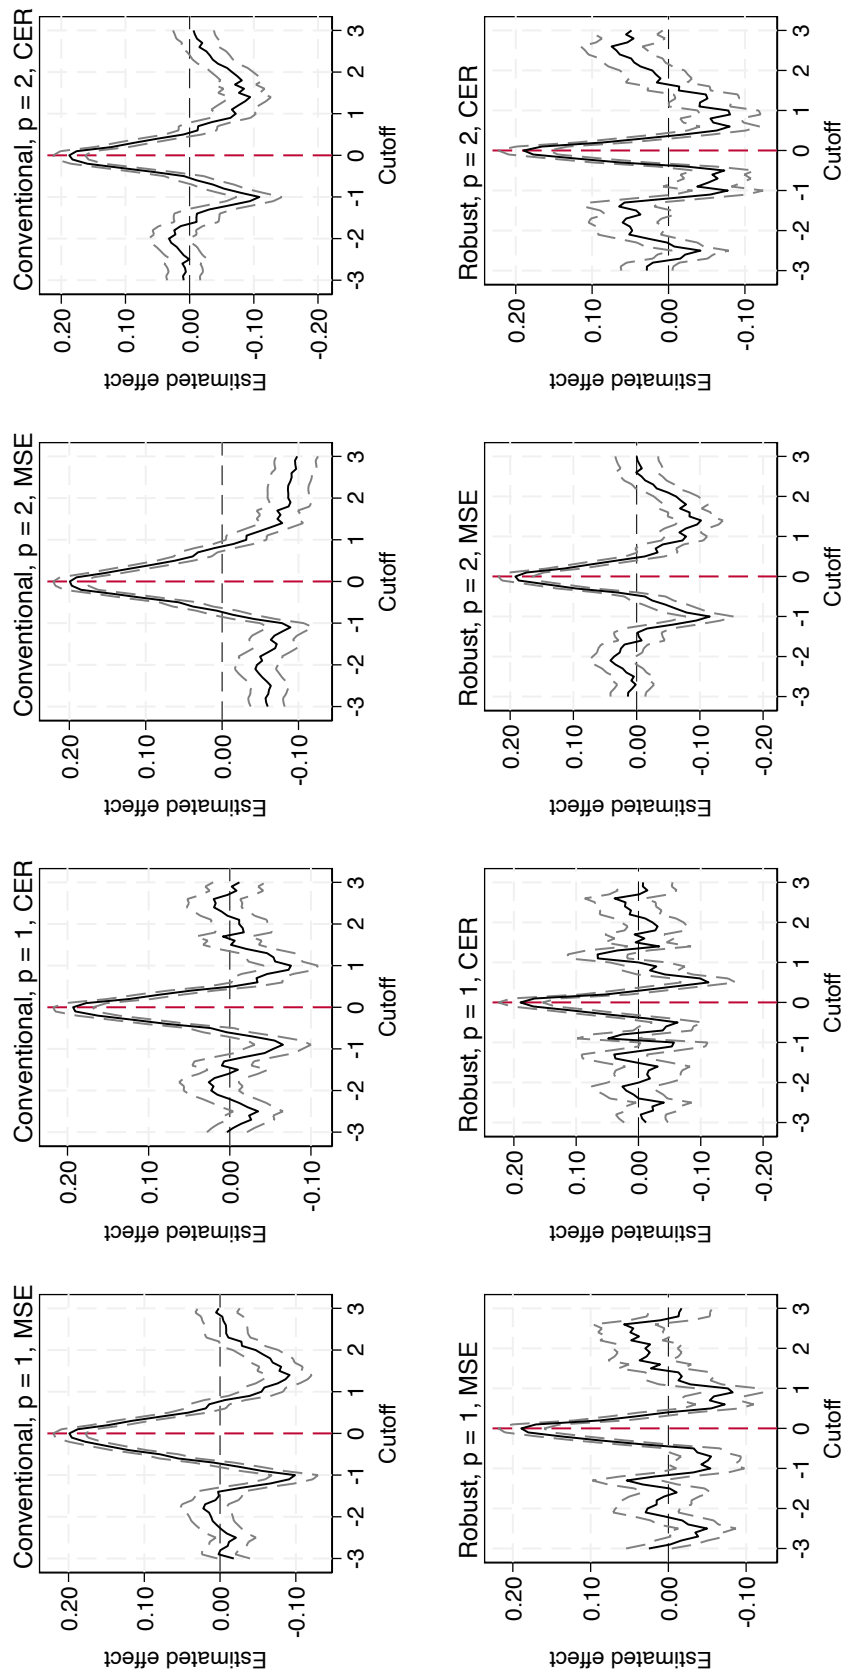 Conventional, p = 1, MSE
Estimated effect
0.20
0.10
0.00
-0.10
-3 -2 -1 0 1 2 3
Cutoff
Conventional, p = 1, CER
Estimated effect
0.20
0.10
0.00
-0.10
-3 -2 -1 0 1 2 3
Cutoff
Conventional, p = 2, MSE
Estimated effect
0.20
0.10
0.00
-0.10
-3 -2 -1 0 1 2 3
Cutoff
Conventional, p = 2, CER
Estimated effect
0.20
0.10
0.00
-0.10
-0.20
-3 -2 -1 0 1 2 3
Cutoff
Robust, p = 1, MSE
Estimated effect
0.20
0.10
0.00
-0.10
-3 -2 -1 0 1 2 3
Cutoff
Robust, p = 1, CER
Estimated effect
0.20
0.10
0.00
-0.10
-0.20
-3 -2 -1 0 1 2 3
Cutoff
Robust, p = 2, MSE
Estimated effect
0.20
0.10
0.00
-0.10
-0.20
-3 -2 -1 0 1 2 3
Cutoff
Robust, p = 2, CER
Estimated effect
0.20
0.10
0.00
-0.10
-3 -2 -1 0 1 2 3
Cutoff